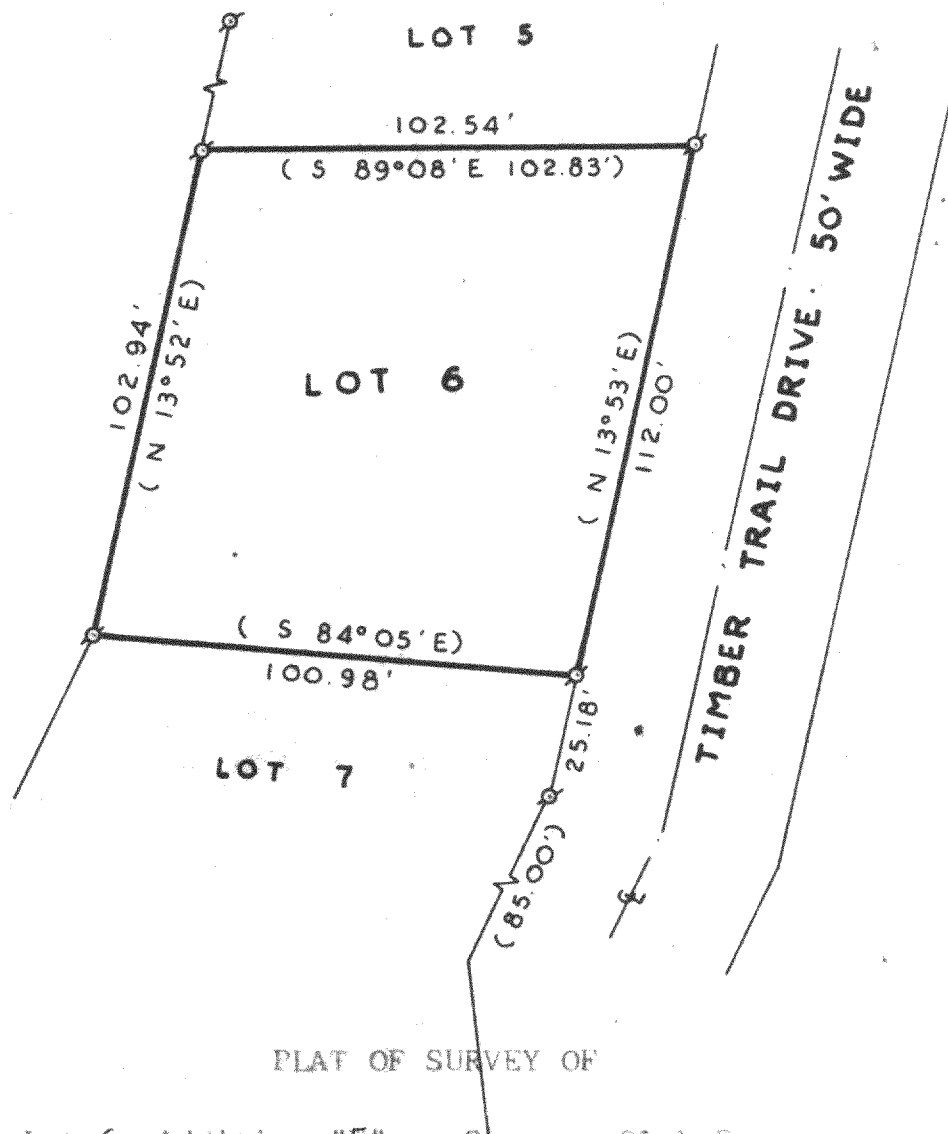 LOT 5
102.54'
( S 89°08' E 102.83')
102.94'
( N 13°52' E)
LOT 6
( N 13°53' E)
112.00'
TIMBER TRAIL DRIVE. 50' WIDE
( S 84°05' E)
100.98'
25.18'
LOT 7
(85.00')
℄
PLAT OF SURVEY OF